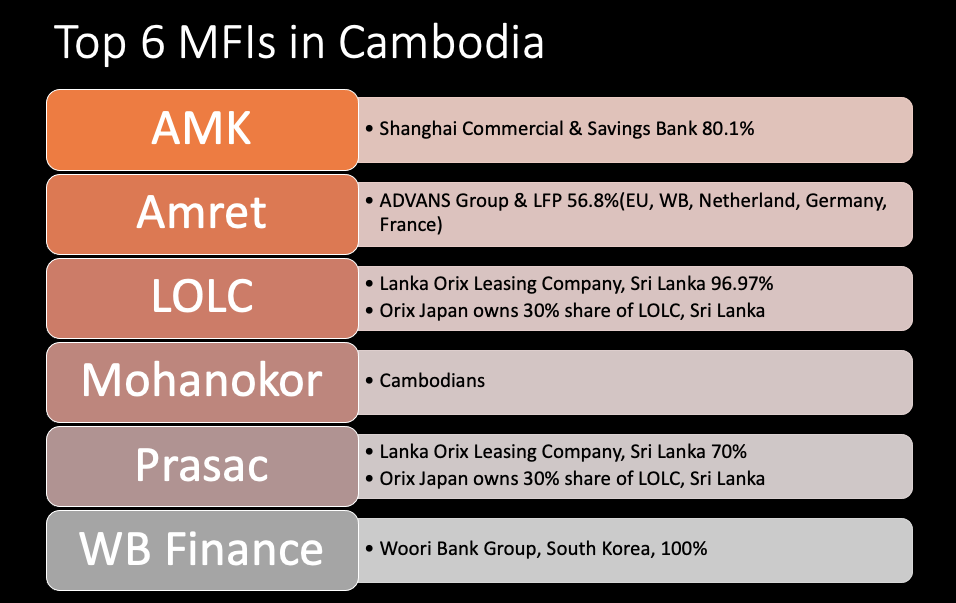 Top 6 MFIs in Cambodia
AMK
• Shanghai Commercial & Savings Bank 80.1%
Amret
• ADVANS Group & LFP 56.8%(EU, WB, Netherland, Germany,
France)
LOLC
• Lanka Orix Leasing Company, Sri Lanka 96.97%
• Orix Japan owns 30% share of LOLC, Sri Lanka
Mohanokor
• Cambodians
Prasac
• Lanka Orix Leasing Company, Sri Lanka 70%
• Orix Japan owns 30% share of LOLC, Sri Lanka
WB Finance
• Woori Bank Group, South Korea, 100%